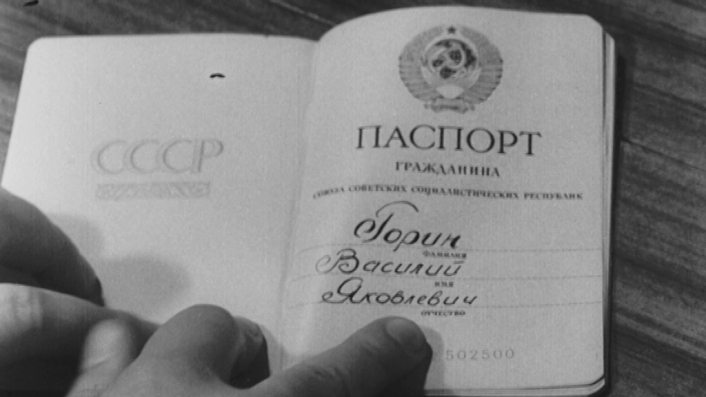 СССР
ПАСПОРТ
ГРАЖДАНИНА
СОЮЗА СОВЕТСКИХ СОЦИАЛИСТИЧЕСКИХ РЕСПУБЛИК
Горин
ФАМИЛИЯ
Василий
ИМЯ
Яковлевич
ОТЧЕСТВО
502500